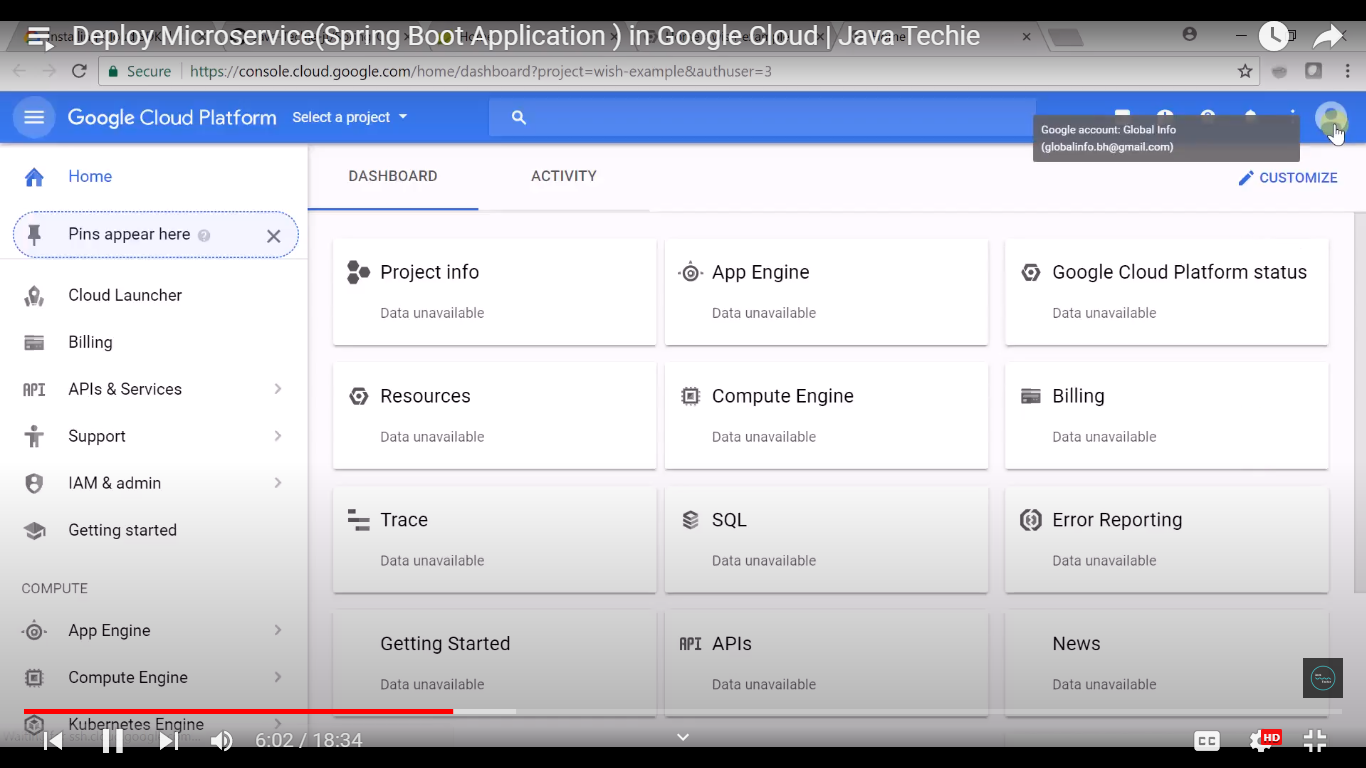 Deploy Microservice(Spring Boot Application ) in Google Cloud | Java Techie
Secure
https://console.cloud.google.com/home/dashboard?project=wish-example&authuser=3
Google Cloud Platform
Select a project
Google account: Global Info
(globalinfo.bh@gmail.com)
Home
DASHBOARD
ACTIVITY
CUSTOMIZE
Pins appear here
Cloud Launcher
Billing
API
APIs & Services
Support
IAM & admin
Getting started
COMPUTE
App Engine
Compute Engine
Kubernetes Engine
Project info
Data unavailable
App Engine
Data unavailable
Google Cloud Platform status
Data unavailable
Resources
Data unavailable
Compute Engine
Data unavailable
Billing
Data unavailable
Trace
Data unavailable
SQL
Data unavailable
Error Reporting
Data unavailable
Getting Started
Data unavailable
API
APIs
Data unavailable
News
Data unavailable
6:02 / 18:34
CC
HD